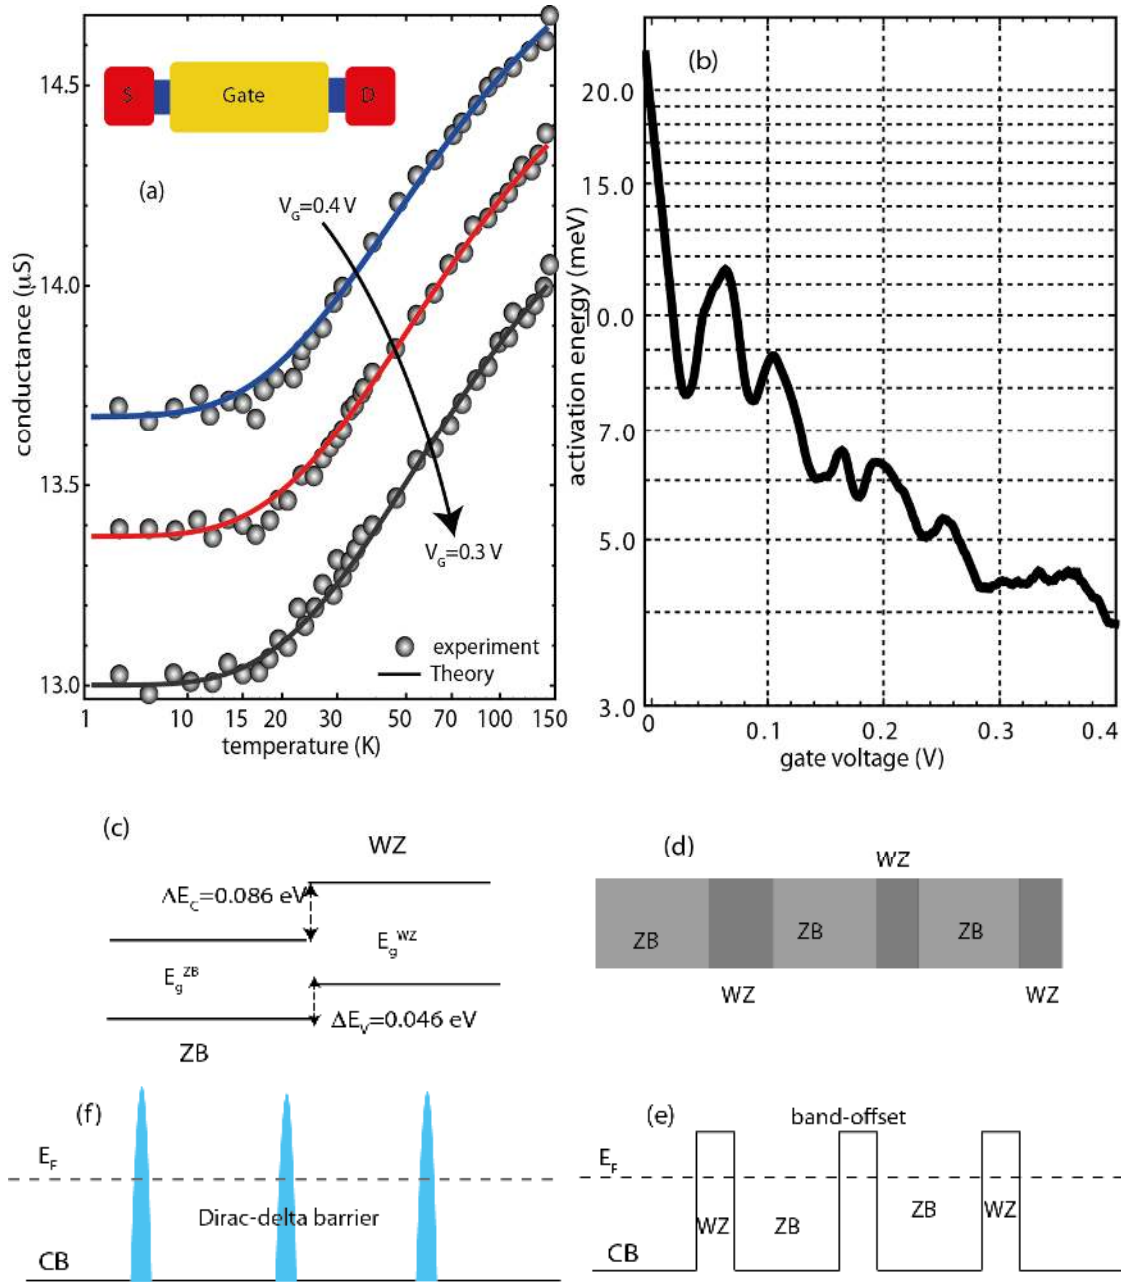 (a)
S
Gate
D
V_G=0.4 V
V_G=0.3 V
experiment
Theory
conductance (μS)
14.5
14.0
13.5
13.0
1 10 15 20 30 50 70 100 150
temperature (K)
(b)
activation energy (meV)
20.0
15.0
10.0
7.0
5.0
3.0
0 0.1 0.2 0.3 0.4
gate voltage (V)
(c)
WZ
ΔE_C=0.086 eV
E_g^WZ
E_g^ZB
ΔE_V=0.046 eV
ZB
(d)
WZ
ZB ZB ZB
WZ WZ
(f)
E_F
Dirac-delta barrier
CB
(e)
band-offset
E_F
WZ ZB ZB WZ
CB